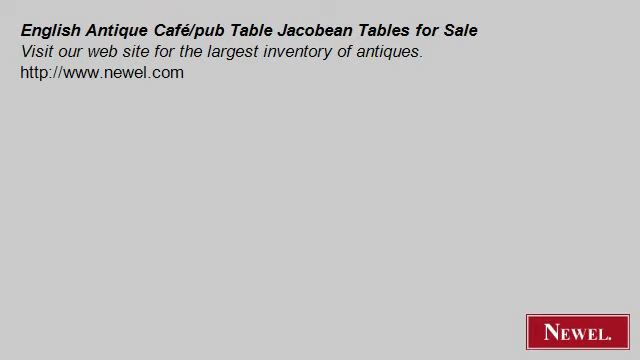 English Antique Café/pub Table Jacobean Tables for Sale
Visit our web site for the largest inventory of antiques.
http://www.newel.com
NEWEL.